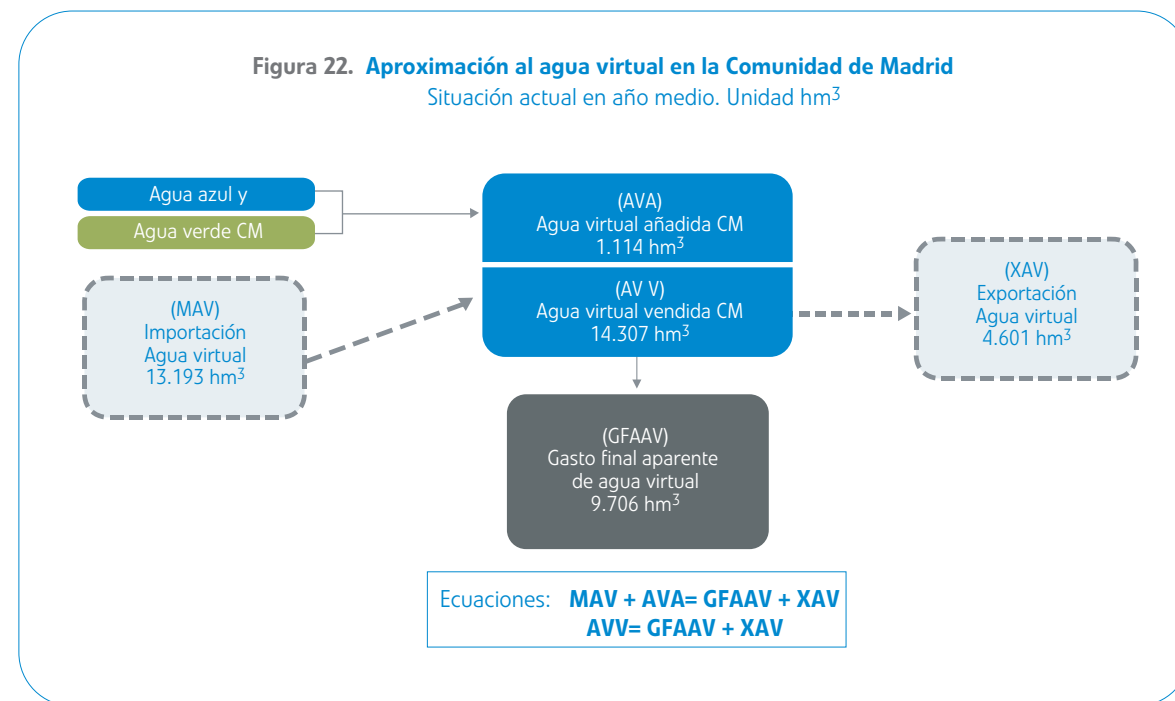 Figura 22. Aproximación al agua virtual en la Comunidad de Madrid
Situación actual en año medio. Unidad hm³
Agua azul y
Agua verde CM
(MAV)
Importación
Agua virtual
13.193 hm³
(AVA)
Agua virtual añadida CM
1.114 hm³
(AV V)
Agua virtual vendida CM
14.307 hm³
(XAV)
Exportación
Agua virtual
4.601 hm³
(GFAAV)
Gasto final aparente
de agua virtual
9.706 hm³
Ecuaciones: MAV + AVA= GFAAV + XAV
AVV= GFAAV + XAV